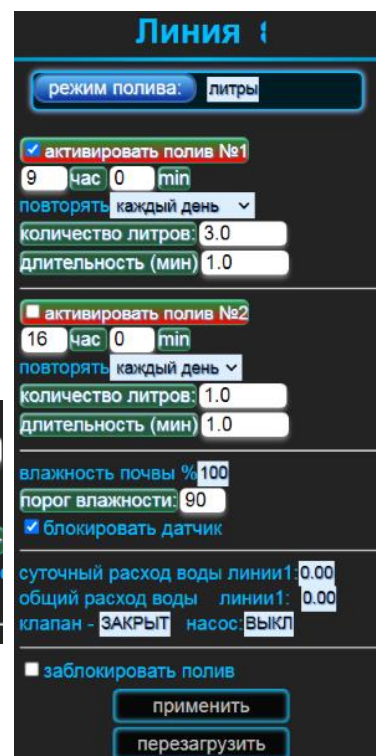 Линия
режим полива: литры
активировать полив №1
9 час 0 min
повторять каждый день
количество литров: 3.0
длительность (мин) 1.0
активировать полив №2
16 час 0 min
повторять каждый день
количество литров: 1.0
длительность (мин) 1.0
влажность почвы % 100
порог влажности: 90
блокировать датчик
суточный расход воды линии1: 0.00
общий расход воды линии1: 0.00
клапан - ЗАКРЫТ насос: ВЫКЛ
заблокировать полив
применить
перезагрузить